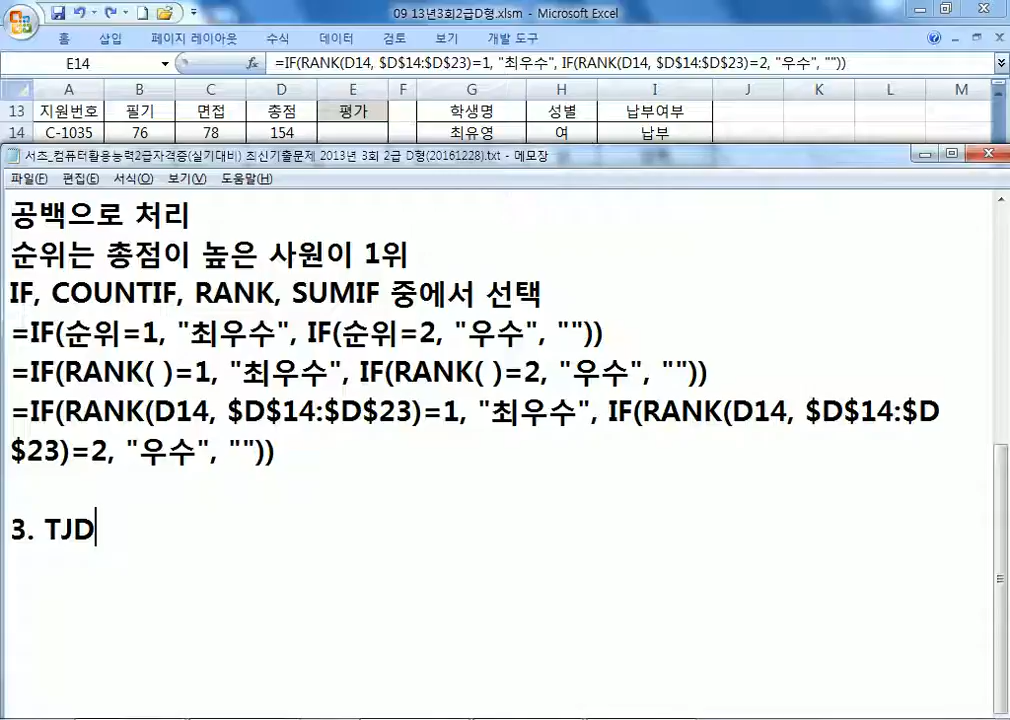 09 13년3회2급D형.xlsm - Microsoft Excel
홈 삽입 페이지 레이아웃 수식 데이터 검토 보기 개발 도구
E14 fx =IF(RANK(D14, $D$14:$D$23)=1, "최우수", IF(RANK(D14, $D$14:$D$23)=2, "우수", ""))
A B C D E F G H I J K L M
13 지원번호 필기 면접 총점 평가 학생명 성별 납부여부
14 C-1035 76 78 154 최유영 여 납부
서츠_컴퓨터활용능력2급자격증(실기대비) 최신기출문제 2013년 3회 2급 D형(20161228).txt - 메모장
파일(F) 편집(E) 서식(O) 보기(V) 도움말(H)
공백으로 처리
순위는 총점이 높은 사원이 1위
IF, COUNTIF, RANK, SUMIF 중에서 선택
=IF(순위=1, "최우수", IF(순위=2, "우수", ""))
=IF(RANK( )=1, "최우수", IF(RANK( )=2, "우수", ""))
=IF(RANK(D14, $D$14:$D$23)=1, "최우수", IF(RANK(D14, $D$14:$D
$23)=2, "우수", ""))
3. TJD